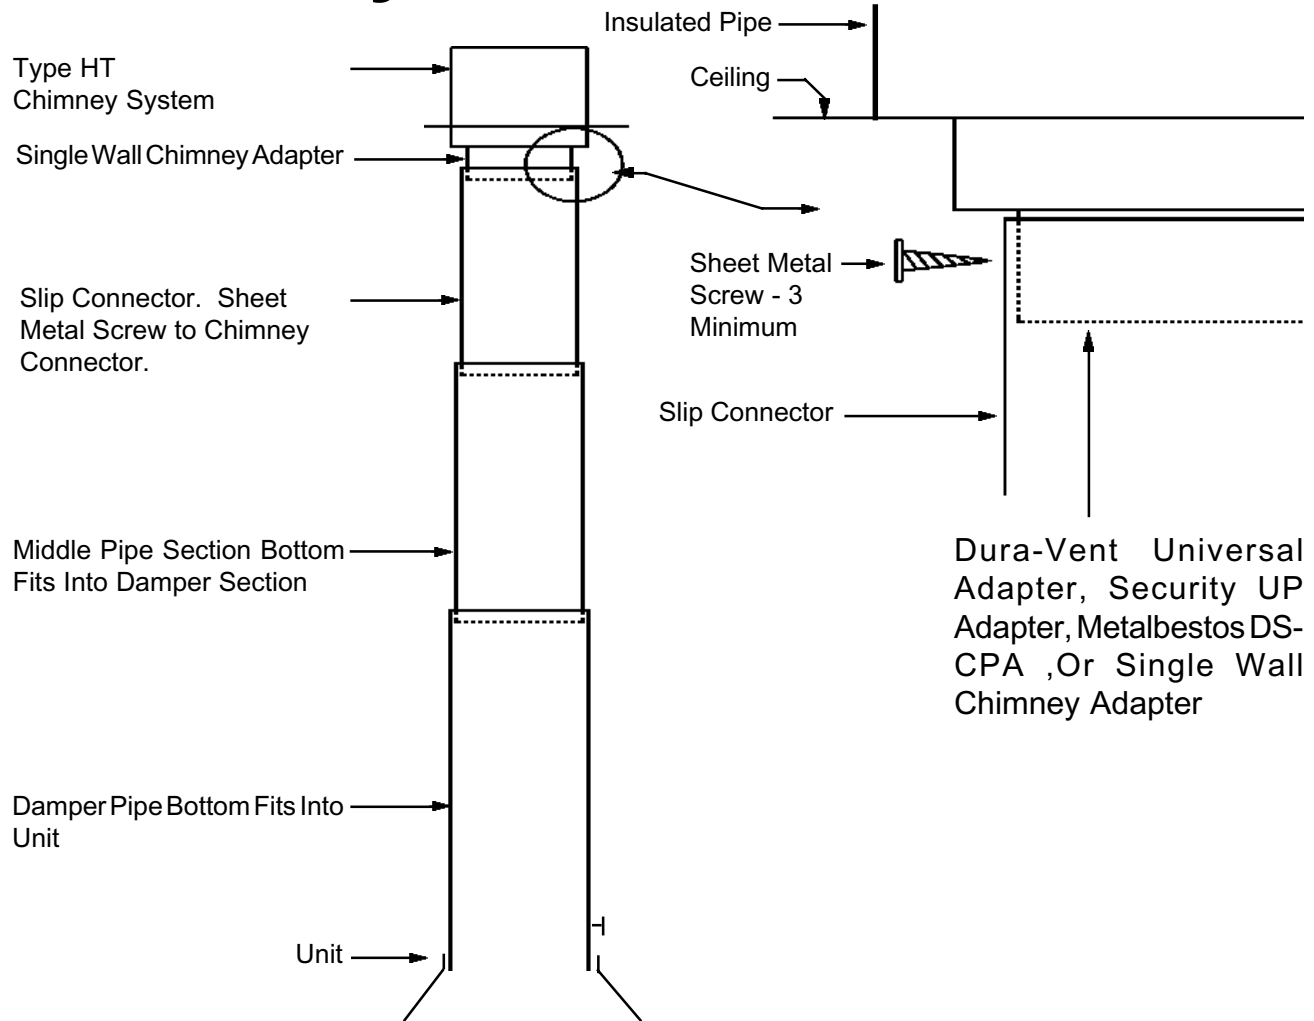 Type HT
Chimney System
Single Wall Chimney Adapter
Slip Connector. Sheet
Metal Screw to Chimney
Connector.
Middle Pipe Section Bottom
Fits Into Damper Section
Damper Pipe Bottom Fits Into
Unit
Unit
Insulated Pipe
Ceiling
Sheet Metal
Screw - 3
Minimum
Slip Connector
Dura-Vent Universal
Adapter, Security UP
Adapter, Metalbestos DS-
CPA ,Or Single Wall
Chimney Adapter